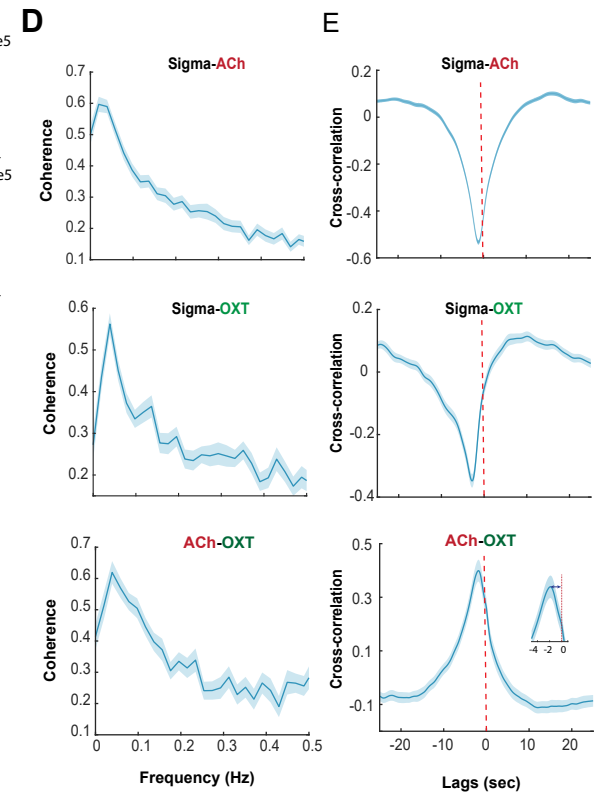 D
E
e5
e5
Sigma-ACh
Coherence
0.7
0.6
0.5
0.4
0.3
0.2
0.1
Sigma-ACh
Cross-correlation
0.2
0
-0.2
-0.4
-0.6
Sigma-OXT
Coherence
0.6
0.5
0.4
0.3
0.2
Sigma-OXT
Cross-correlation
0.2
0
-0.2
-0.4
ACh-OXT
Coherence
0.7
0.6
0.5
0.4
0.3
0.2
0.1
0 0.1 0.2 0.3 0.4 0.5
Frequency (Hz)
ACh-OXT
Cross-correlation
0.5
0.3
0.1
-0.1
-4 -2 0
-20 -10 0 10 20
Lags (sec)